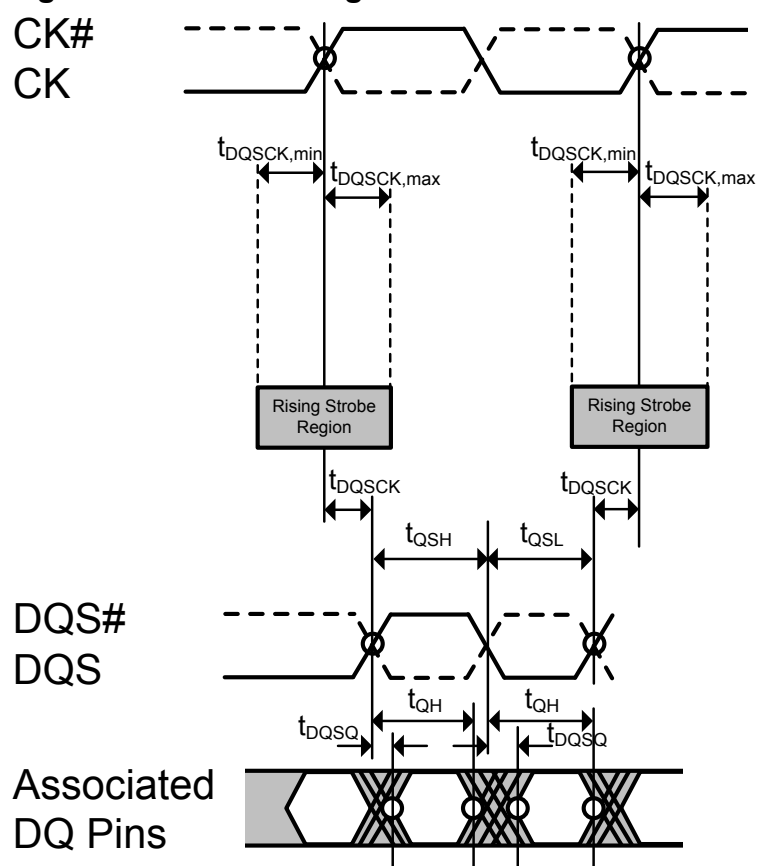 CK#
CK
tDQSCK,min
tDQSCK,max
tDQSCK,min
tDQSCK,max
Rising Strobe
Region
Rising Strobe
Region
tDQSCK
tDQSCK
tQSH
tQSL
DQS#
DQS
tQH
tQH
tDQSQ
tDQSQ
Associated
DQ Pins